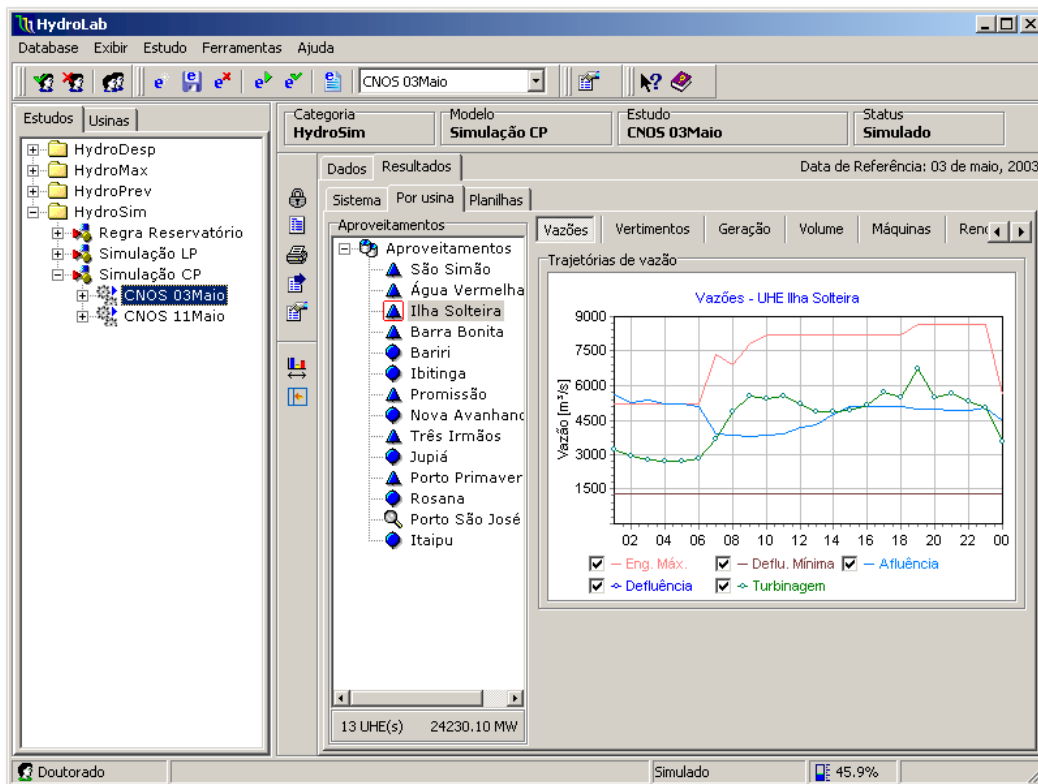 HydroLab
Database Exibir Estudo Ferramentas Ajuda
CNOS 03Maio
Estudos Usinas
HydroDesp
HydroMax
HydroPrev
HydroSim
Regra Reservatório
Simulação LP
Simulação CP
CNOS 03Maio
CNOS 11Maio
Categoria Modelo Estudo Status
HydroSim Simulação CP CNOS 03Maio Simulado
Dados Resultados Data de Referência: 03 de maio, 2003
Sistema Por usina Planilhas
Aproveitamentos
Aproveitamentos
São Simão
Água Vermelha
Ilha Solteira
Barra Bonita
Bariri
Ibitinga
Promissão
Nova Avanhand
Três Irmãos
Jupiá
Porto Primaver
Rosana
Porto São José
Itaipu
13 UHE(s) 24230.10 MW
Vazões Vertimentos Geração Volume Máquinas Rend
Trajetórias de vazão
Vazões - UHE Ilha Solteira
Vazão [m³/s]
9000
7500
6000
4500
3000
1500
02 04 06 08 10 12 14 16 18 20 22 00
Eng. Máx. Deflu. Mínima Afluência
Defluência Turbinagem
Doutorado Simulado 45.9%